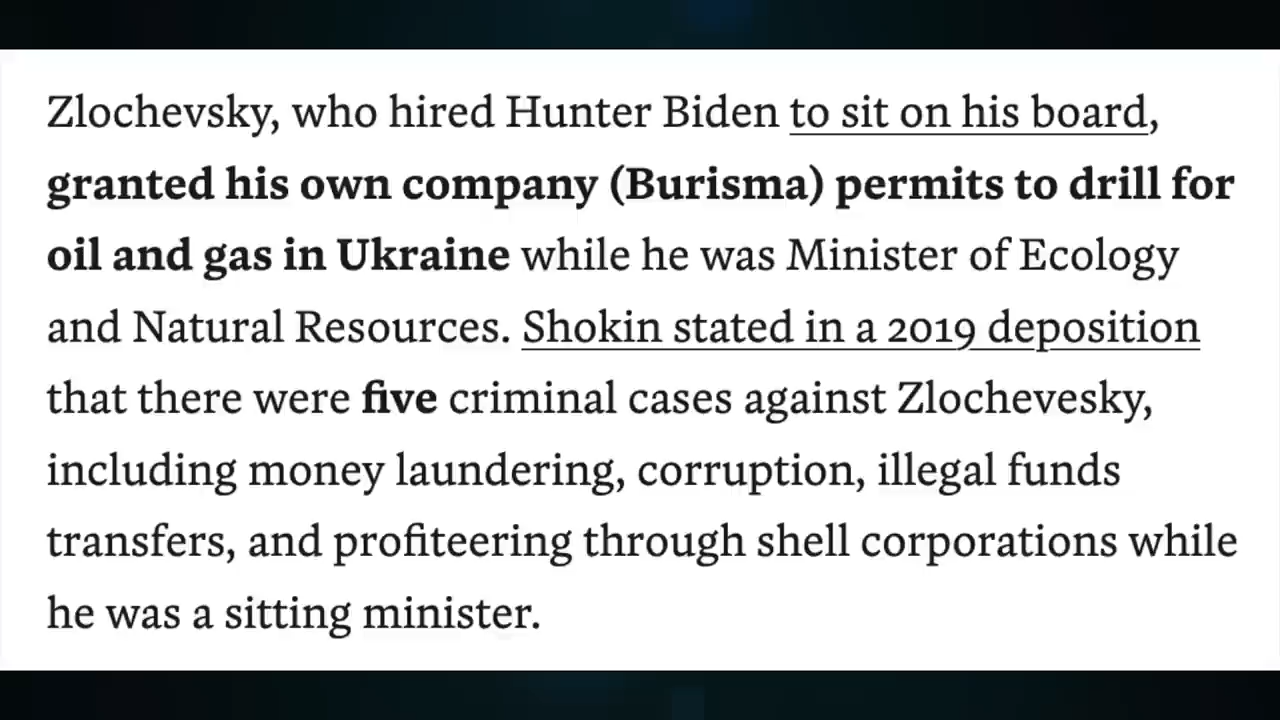 Zlochevsky, who hired Hunter Biden to sit on his board,
granted his own company (Burisma) permits to drill for
oil and gas in Ukraine while he was Minister of Ecology
and Natural Resources. Shokin stated in a 2019 deposition
that there were five criminal cases against Zlochevesky,
including money laundering, corruption, illegal funds
transfers, and profiteering through shell corporations while
he was a sitting minister.